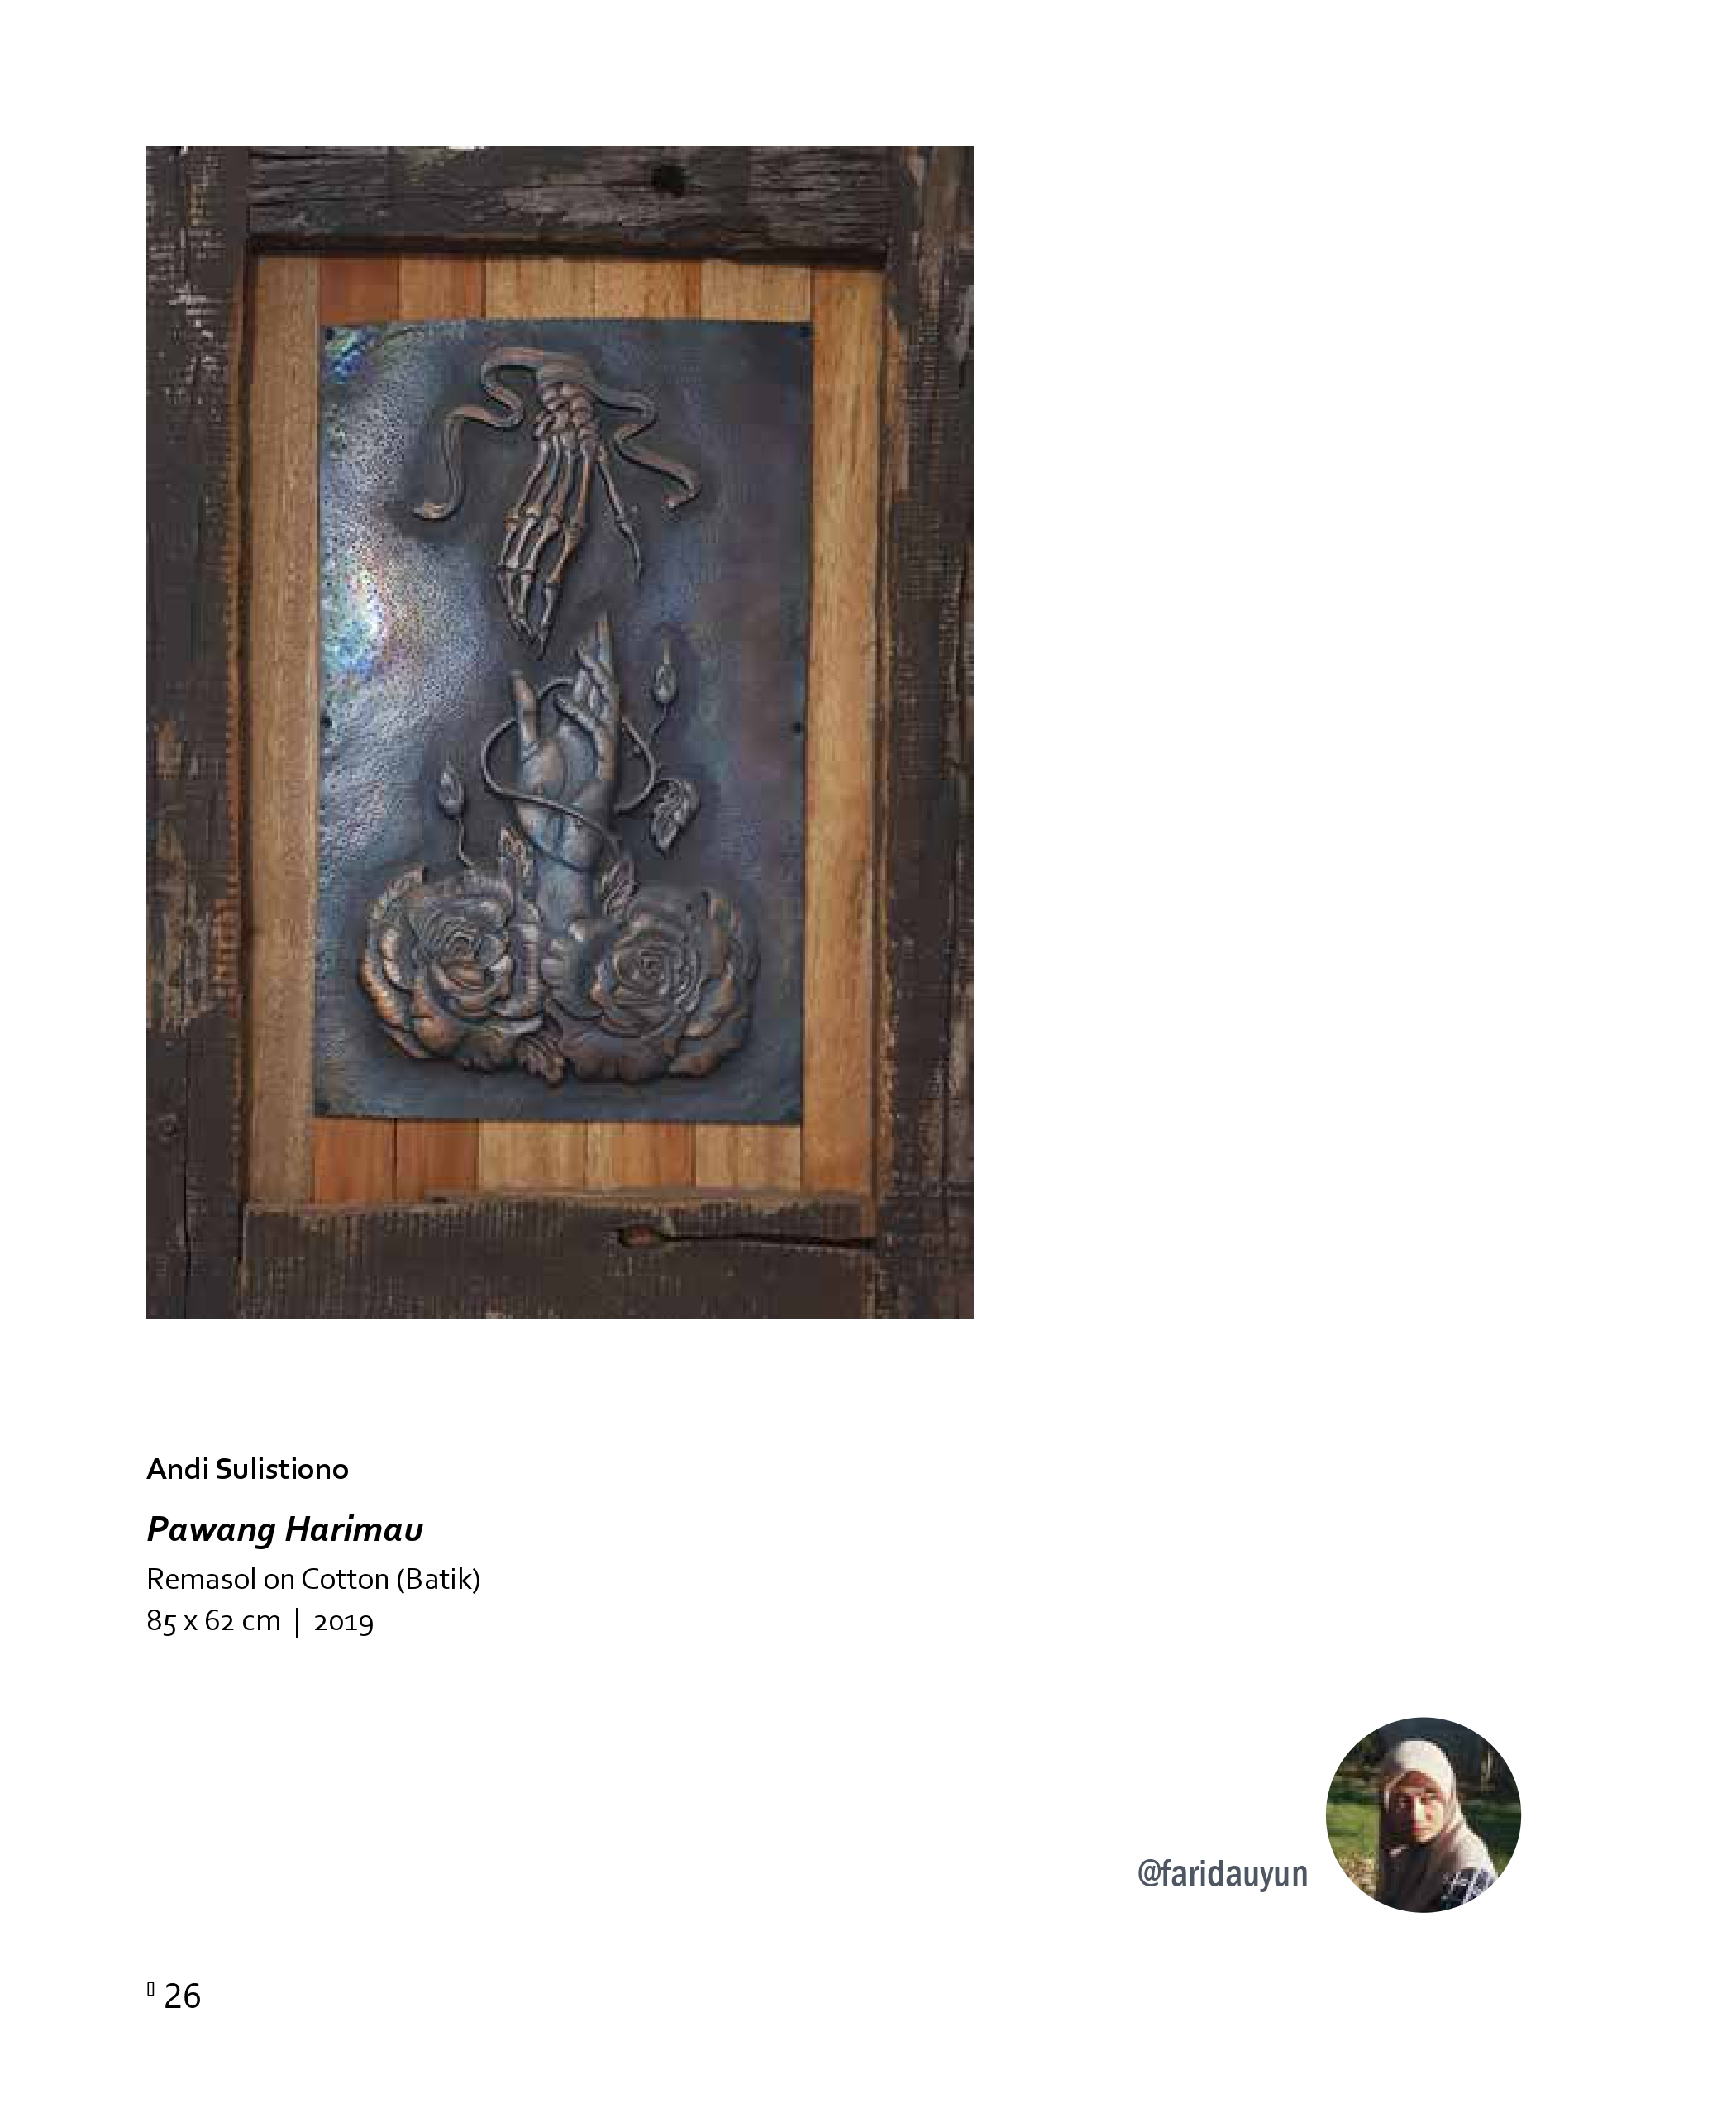 Andi Sulistiono
Pawang Harimau
Remasol on Cotton (Batik)
85 x 62 cm | 2019
@faridauyun
26